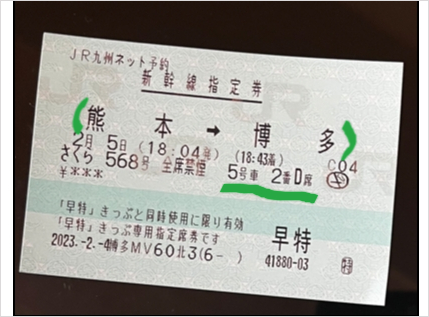 JR九州ネット予約
新幹線指定券
熊本 → 博多
2月 5日 (18:04発) (18:43着) C04
さくら 568号 全席禁煙 5号車 2番D席
¥***
「早特」きっぷと同時使用に限り有効
「早特」きっぷ専用指定席券です 早特
2023.-2.-4博多MV60北3(6- ) 41880-03